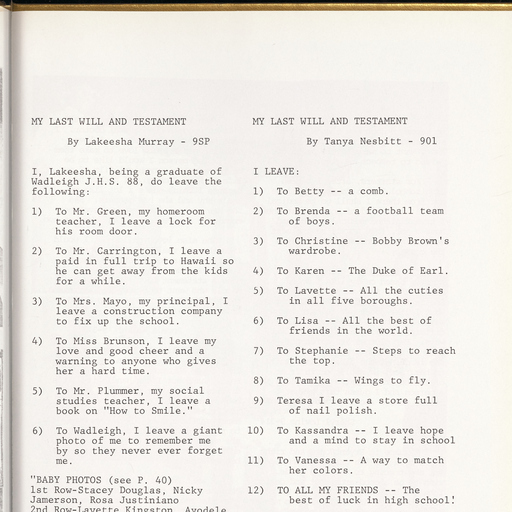 MY LAST WILL AND TESTAMENT
By Lakeesha Murray - 9SP
I, Lakeesha, being a graduate of
Wadleigh J.H.S. 88, do leave the
following:
1) To Mr. Green, my homeroom
teacher, I leave a lock for
his room door.
2) To Mr. Carrington, I leave a
paid in full trip to Hawaii so
he can get away from the kids
for a while.
3) To Mrs. Mayo, my principal, I
leave a construction company
to fix up the school.
4) To Miss Brunson, I leave my
love and good cheer and a
warning to anyone who gives
her a hard time.
5) To Mr. Plummer, my social
studies teacher, I leave a
book on "How to Smile."
6) To Wadleigh, I leave a giant
photo of me to remember me
by so they never ever forget
me.
"BABY PHOTOS (see P. 40)
1st Row-Stacey Douglas, Nicky
Jamerson, Rosa Justiniano
2nd Row-Lavette Kingston, Ayodele
MY LAST WILL AND TESTAMENT
By Tanya Nesbitt - 901
I LEAVE:
1) To Betty -- a comb.
2) To Brenda -- a football team
of boys.
3) To Christine -- Bobby Brown's
wardrobe.
4) To Karen -- The Duke of Earl.
5) To Lavette -- All the cuties
in all five boroughs.
6) To Lisa -- All the best of
friends in the world.
7) To Stephanie -- Steps to reach
the top.
8) To Tamika -- Wings to fly.
9) Teresa I leave a store full
of nail polish.
10) To Kassandra -- I leave hope
and a mind to stay in school
11) To Vanessa -- A way to match
her colors.
12) TO ALL MY FRIENDS -- The
best of luck in high school!